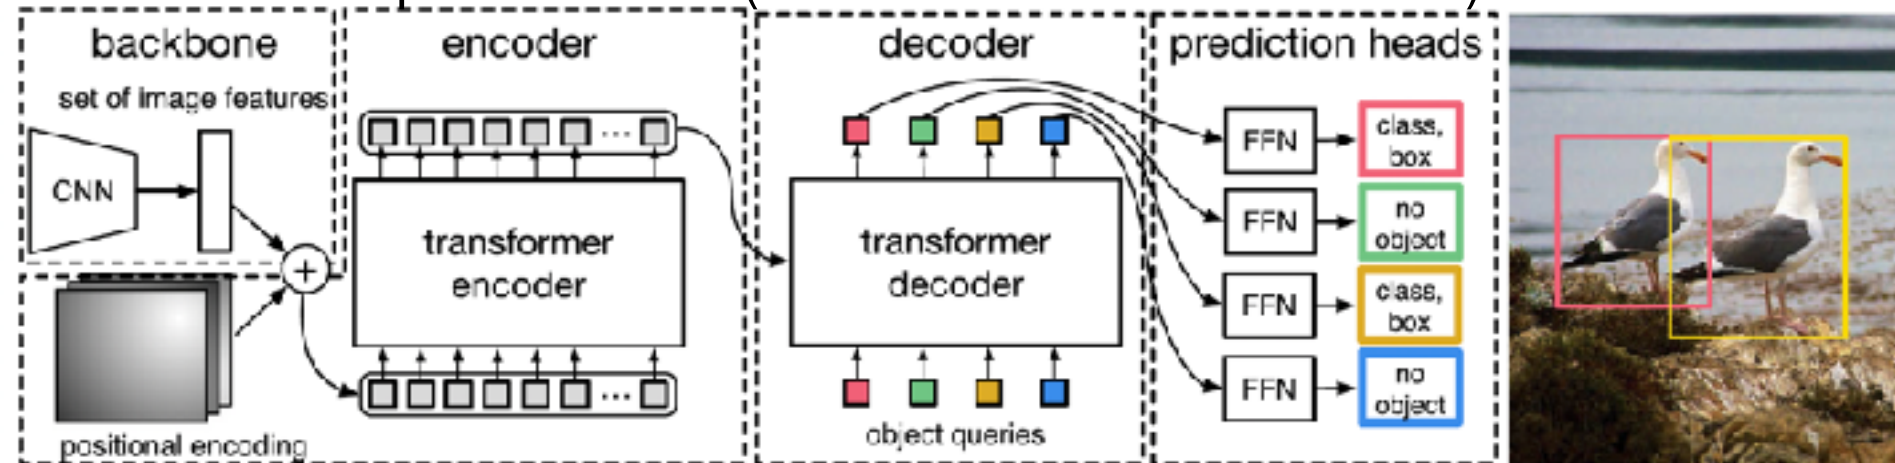 backbone
set of image features
CNN
+
positional encoding
encoder
...
transformer
encoder
...
decoder
transformer
decoder
object queries
prediction heads
FFN
class,
box
FFN
no
object
FFN
class,
box
FFN
no
object